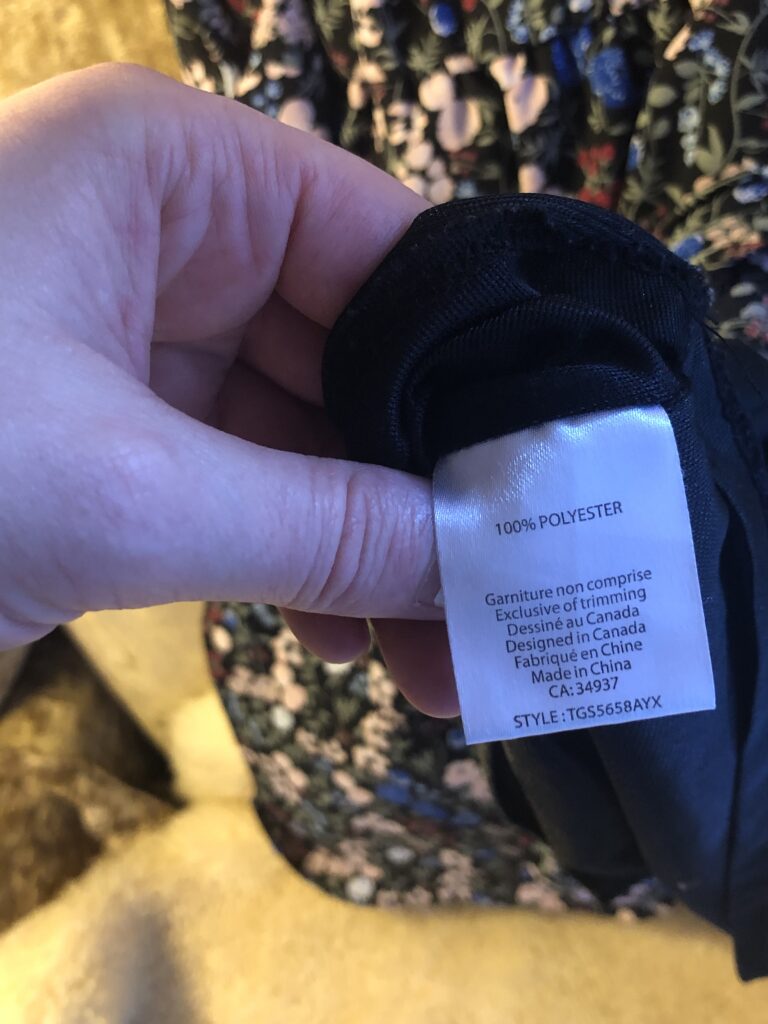 100% POLYESTER
Garniture non comprise
Exclusive of trimming
Dessiné au Canada
Designed in Canada
Fabriqué en Chine
Made in China
CA: 34937
STYLE : TGS5658AYX